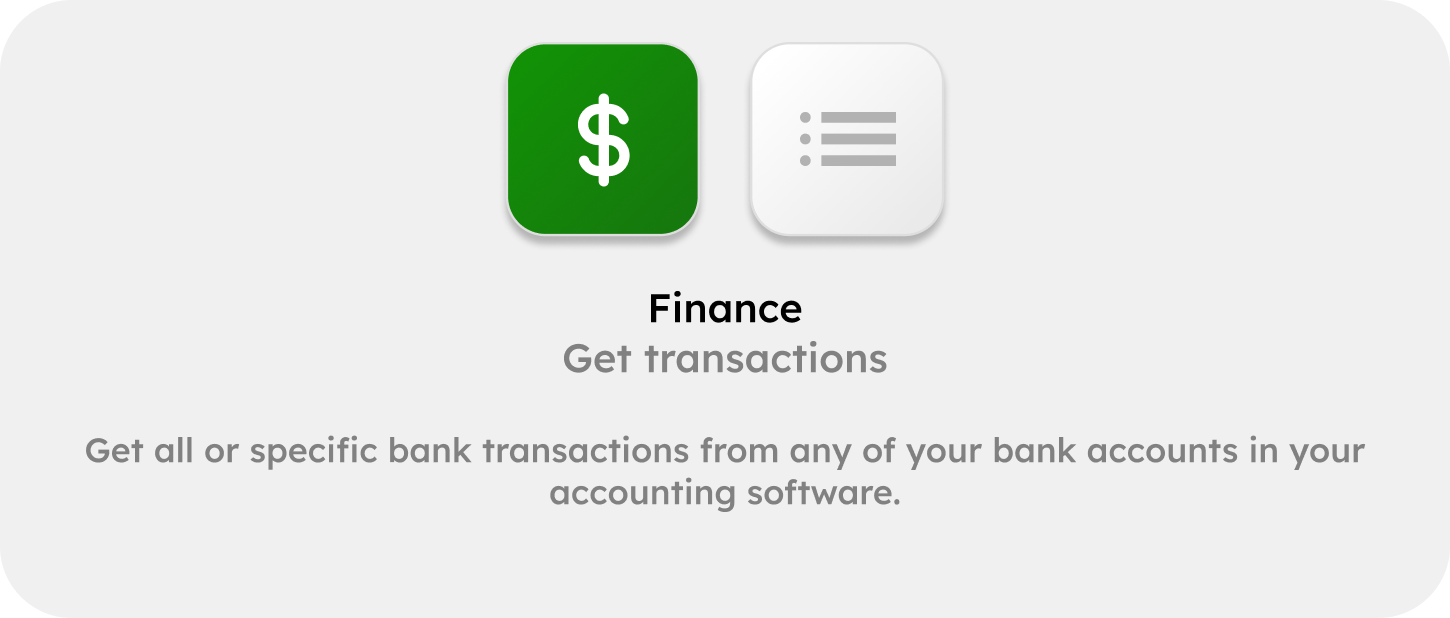 $
Finance
Get transactions
Get all or specific bank transactions from any of your bank accounts in your
accounting software.